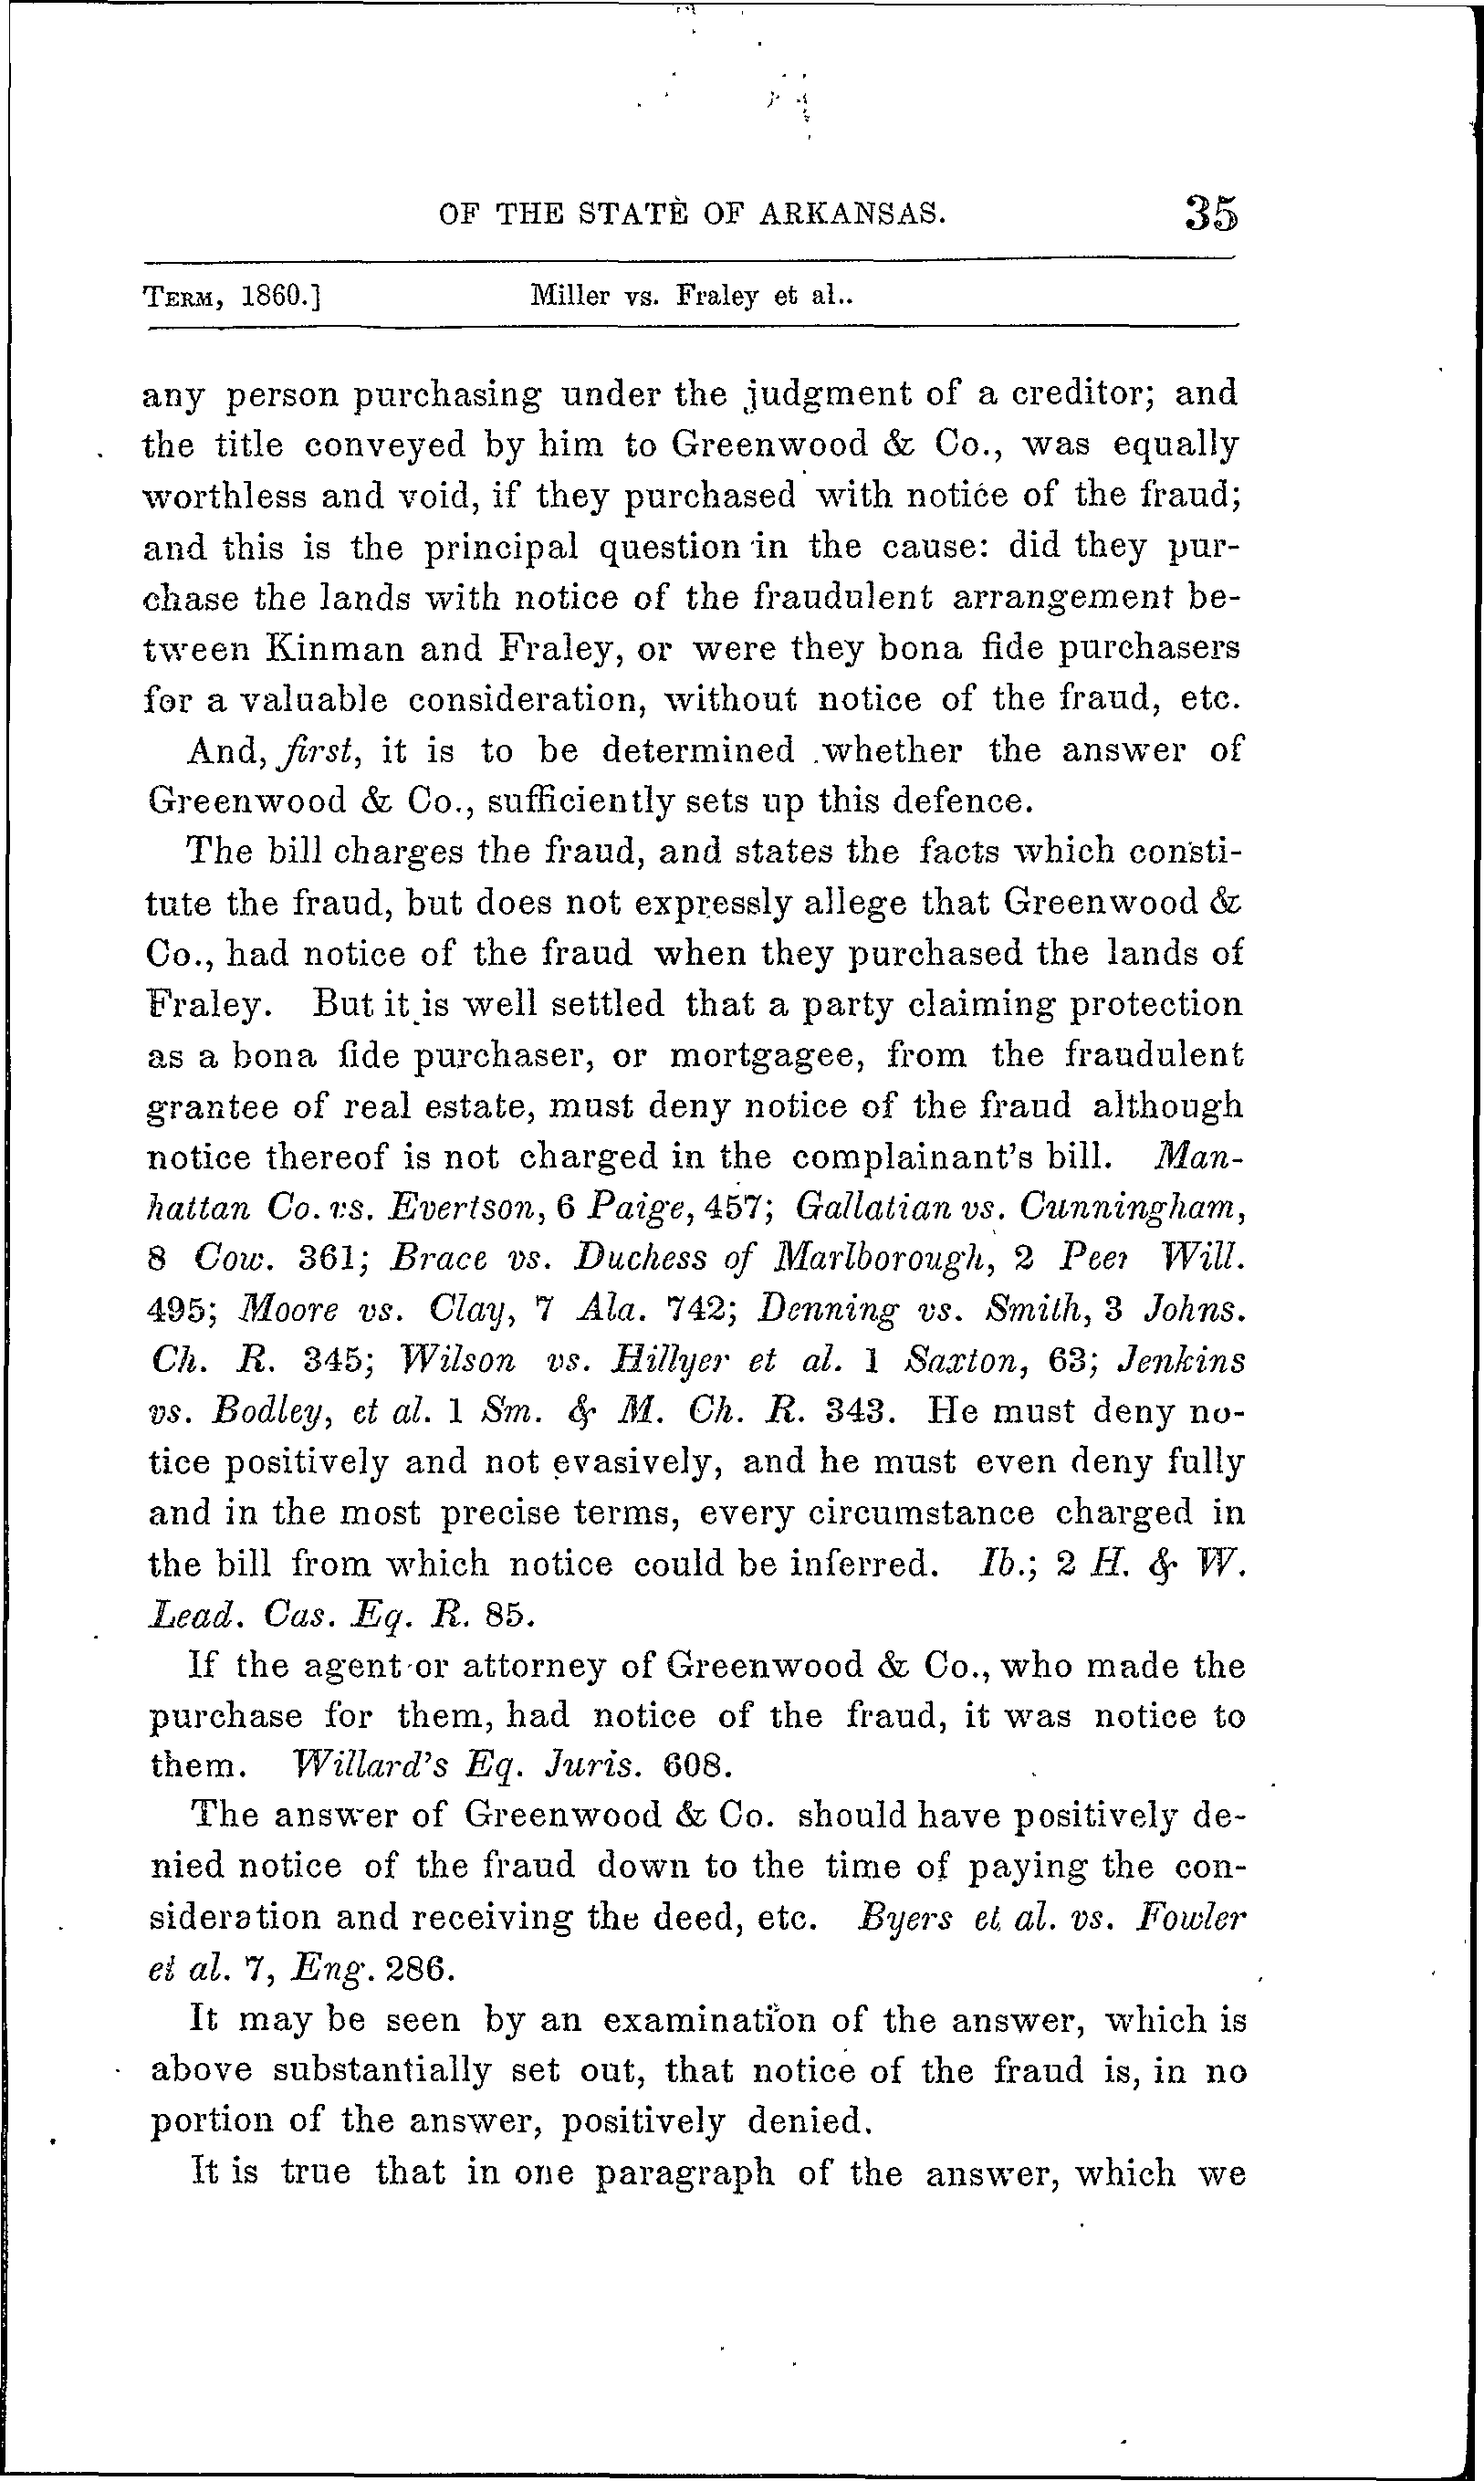 OF THE STATE OF ARKANSAS. 35
TERM, 1860.] Miller vs. Fraley et al..
any person purchasing under the judgment of a creditor; and
the title conveyed by him to Greenwood & Co., was equally
worthless and void, if they purchased with notice of the fraud;
and this is the principal question in the cause: did they pur-
chase the lands with notice of the fraudulent arrangement be-
tween Kinman and Fraley, or were they bona fide purchasers
for a valuable consideration, without notice of the fraud, etc.
And, first, it is to be determined whether the answer of
Greenwood & Co., sufficiently sets up this defence.
The bill charges the fraud, and states the facts which consti-
tute the fraud, but does not expressly allege that Greenwood &
Co., had notice of the fraud when they purchased the lands of
Fraley. But it is well settled that a party claiming protection
as a bona fide purchaser, or mortgagee, from the fraudulent
grantee of real estate, must deny notice of the fraud although
notice thereof is not charged in the complainant's bill. Man-
hattan Co. vs. Evertson, 6 Paige, 457; Gallatian vs. Cunningham,
8 Cow. 361; Brace vs. Duchess of Marlborough, 2 Peer Will.
495; Moore vs. Clay, 7 Ala. 742; Denning vs. Smith, 3 Johns.
Ch. R. 345; Wilson vs. Hillyer et al. 1 Saxton, 63; Jenkins
vs. Bodley, et al. 1 Sm. & M. Ch. R. 343. He must deny no-
tice positively and not evasively, and he must even deny fully
and in the most precise terms, every circumstance charged in
the bill from which notice could be inferred. Ib.; 2 H. & W.
Lead. Cas. Eq. R. 85.
If the agent or attorney of Greenwood & Co., who made the
purchase for them, had notice of the fraud, it was notice to
them. Willard's Eq. Juris. 608.
The answer of Greenwood & Co. should have positively de-
nied notice of the fraud down to the time of paying the con-
sideration and receiving the deed, etc. Byers et al. vs. Fowler
et al. 7, Eng. 286.
It may be seen by an examination of the answer, which is
above substantially set out, that notice of the fraud is, in no
portion of the answer, positively denied.
It is true that in one paragraph of the answer, which we